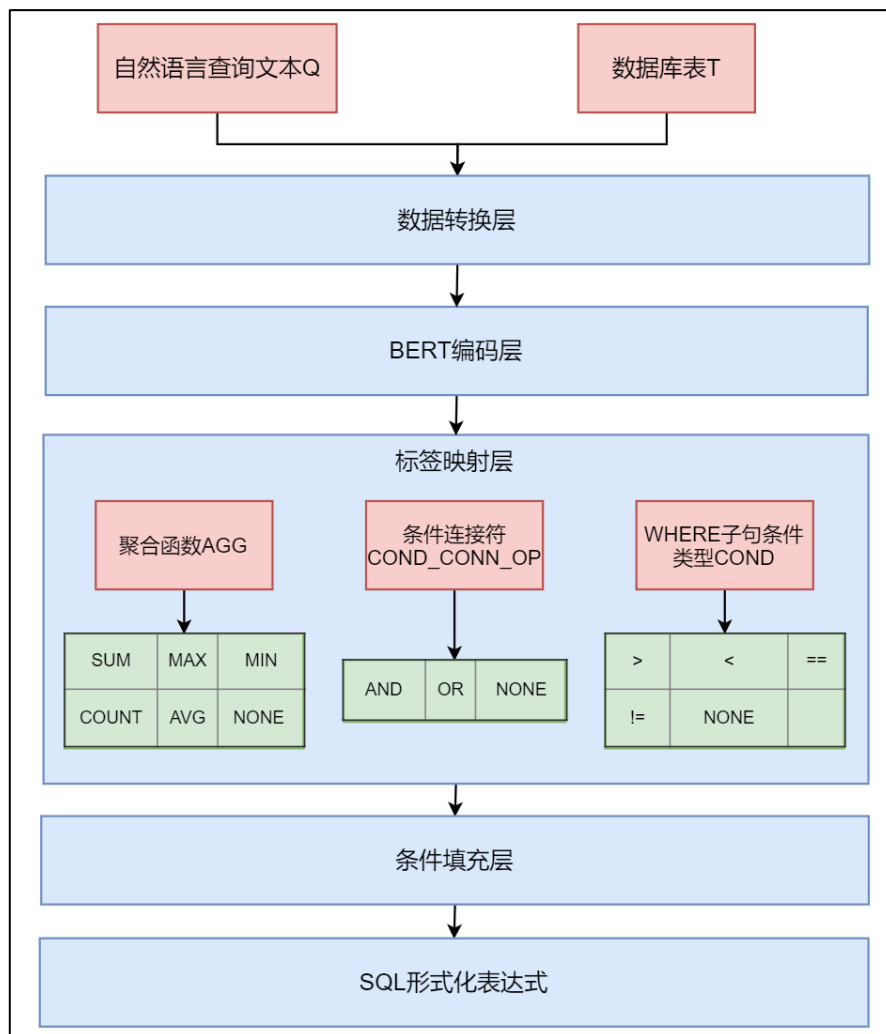 自然语言查询文本Q
数据库表T
数据转换层
BERT编码层
标签映射层
聚合函数AGG
条件连接符
COND_CONN_OP
WHERE子句条件
类型COND
SUM MAX MIN
COUNT AVG NONE
AND OR NONE
> < ==
!= NONE
条件填充层
SQL形式化表达式